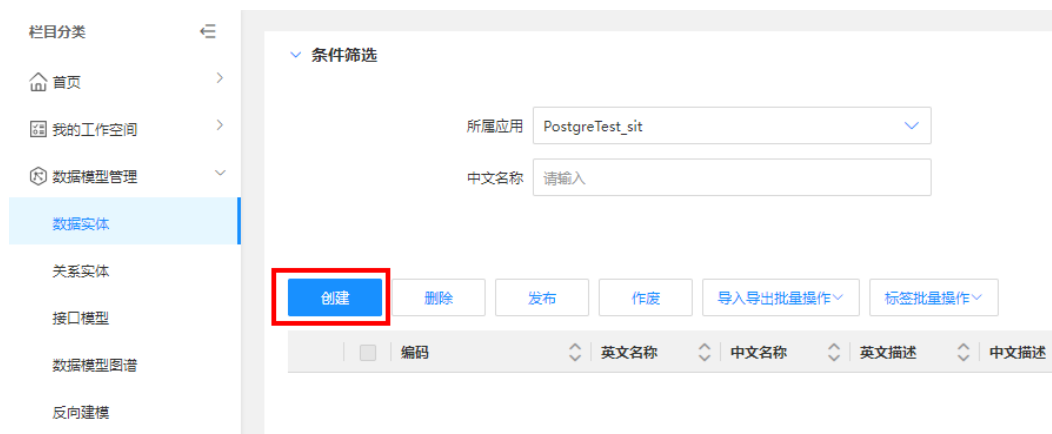 栏目分类
首页
我的工作空间
数据模型管理
数据实体
关系实体
接口模型
数据模型图谱
反向建模
条件筛选
所属应用 PostgreTest_sit
中文名称 请输入
创建 删除 发布 作废 导入导出批量操作 标签批量操作
编码 英文名称 中文名称 英文描述 中文描述